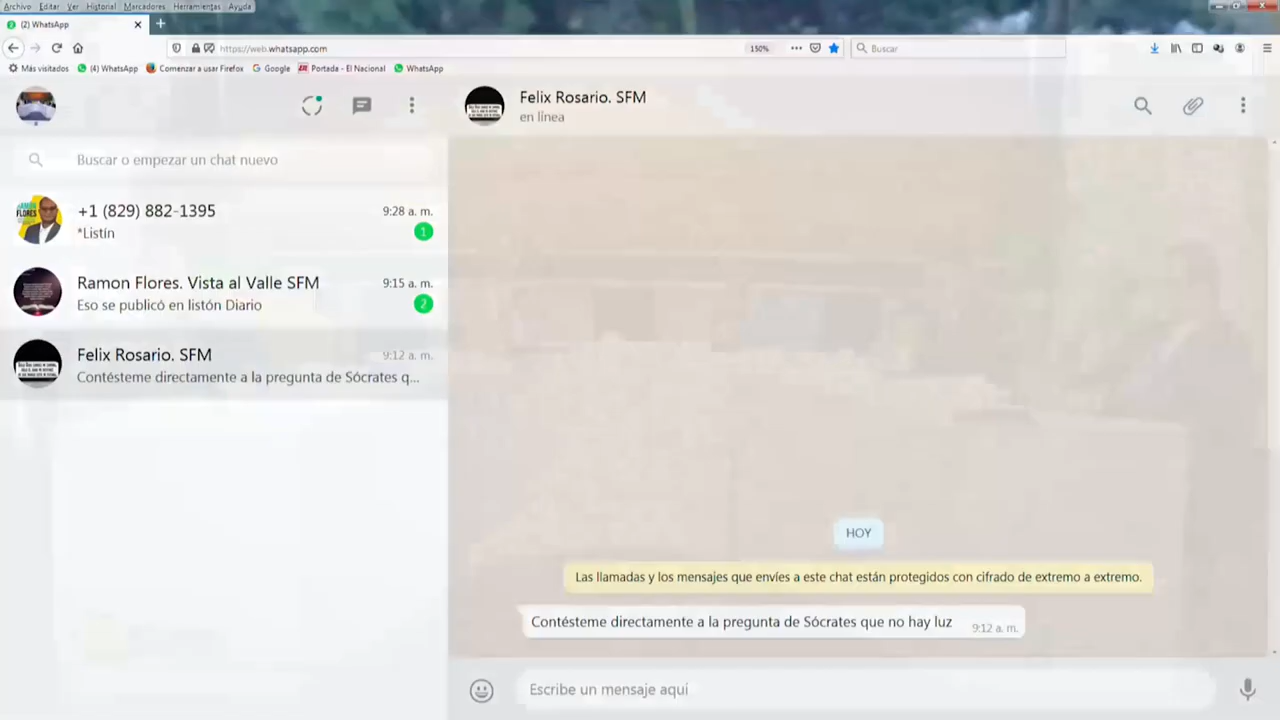 Archivo Editar Ver Historial Marcadores Herramientas Ayuda
(2) WhatsApp
https://web.whatsapp.com
150%
Buscar
Más visitados
(4) WhatsApp
Comenzar a usar Firefox
Google
Portada - El Nacional
WhatsApp
Felix Rosario. SFM
en línea
Buscar o empezar un chat nuevo
+1 (829) 882-1395
9:28 a. m.
*Listín
1
Ramon Flores. Vista al Valle SFM
9:15 a. m.
Eso se publicó en listón Diario
2
Felix Rosario. SFM
9:12 a. m.
Contésteme directamente a la pregunta de Sócrates q...
HOY
Las llamadas y los mensajes que envíes a este chat están protegidos con cifrado de extremo a extremo.
Contésteme directamente a la pregunta de Sócrates que no hay luz
9:12 a. m.
Escribe un mensaje aquí